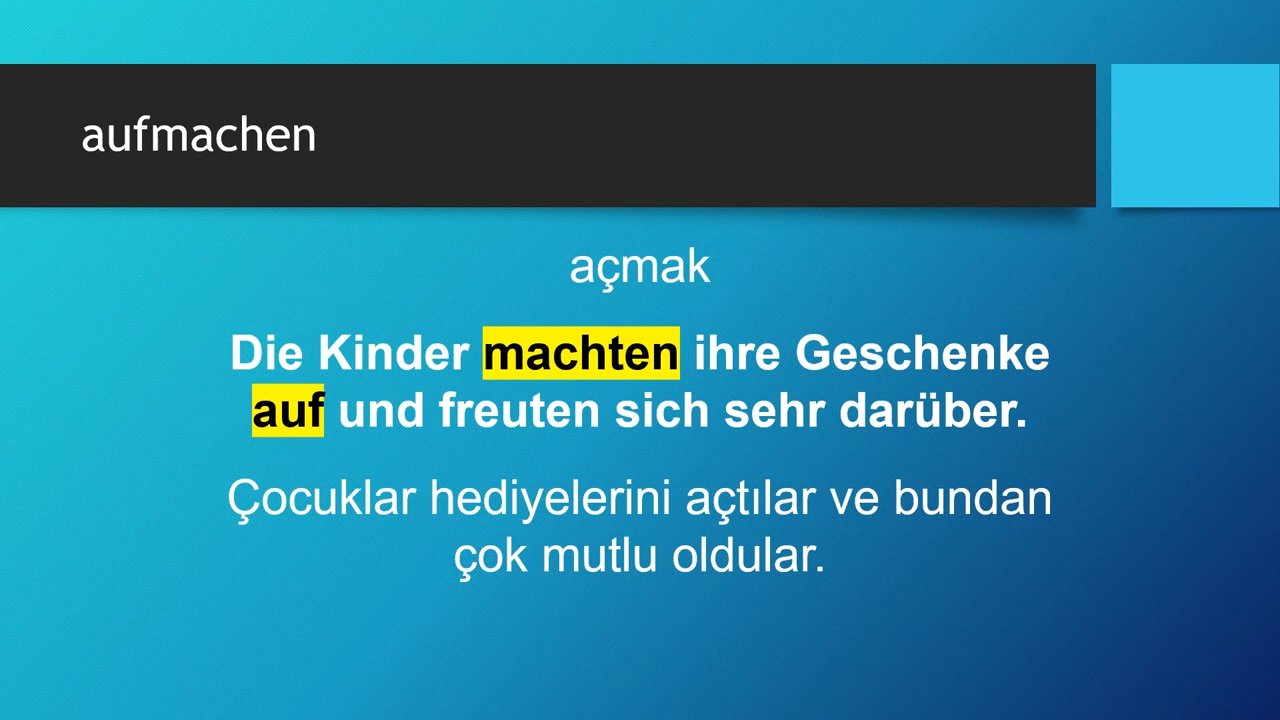 aufmachen
açmak
Die Kinder machten ihre Geschenke
auf und freuten sich sehr darüber.
Çocuklar hediyelerini açtılar ve bundan
çok mutlu oldular.